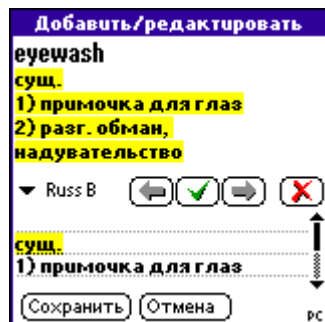 Добавить/редактировать
eyewash
сущ.
1) примочка для глаз
2) разг. обман,
надувательство
Russ B
сущ.
1) примочка для глаз
Сохранить Отмена
РС